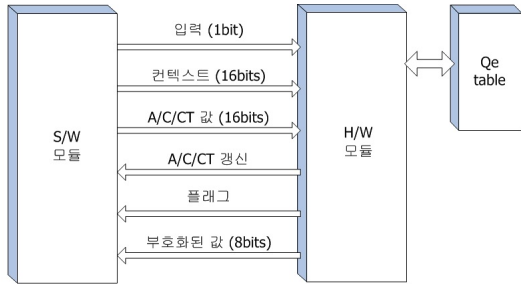 입력 (1bit)
컨텍스트 (16bits)
A/C/CT 값 (16bits)
A/C/CT 갱신
플래그
부호화된 값 (8bits)
S/W
모듈
H/W
모듈
Qe
table